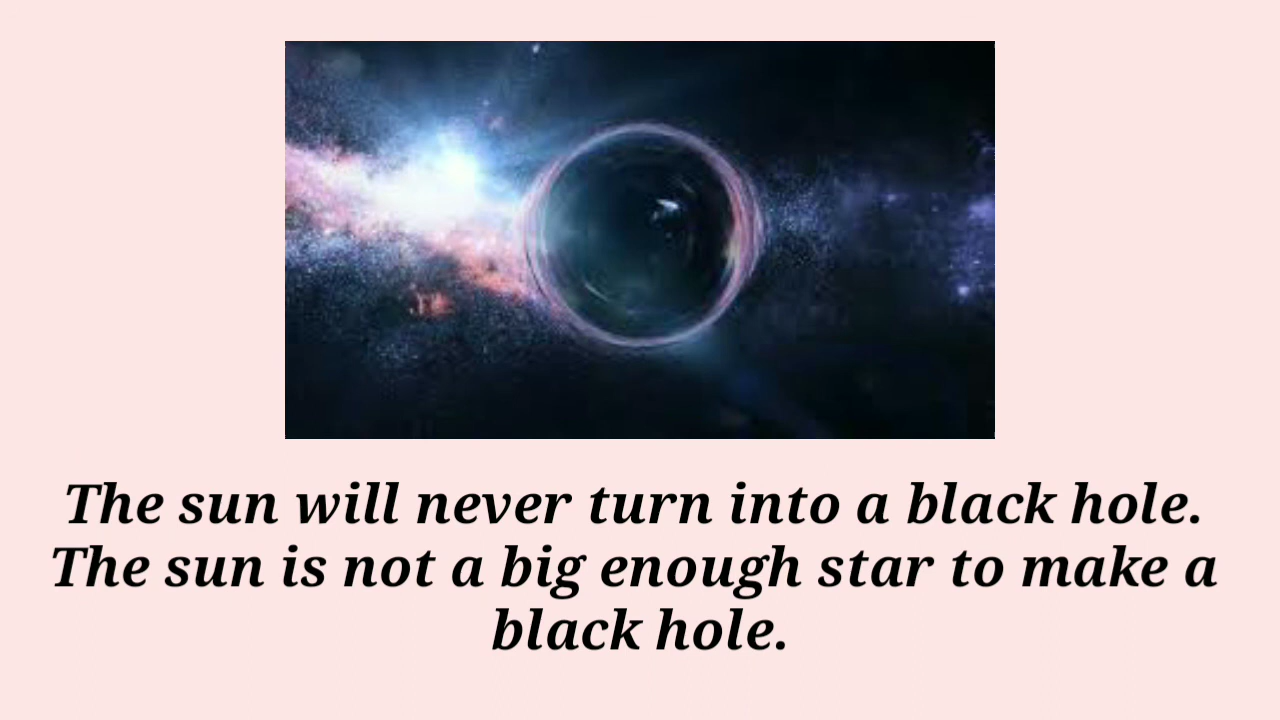 The sun will never turn into a black hole.
The sun is not a big enough star to make a
black hole.